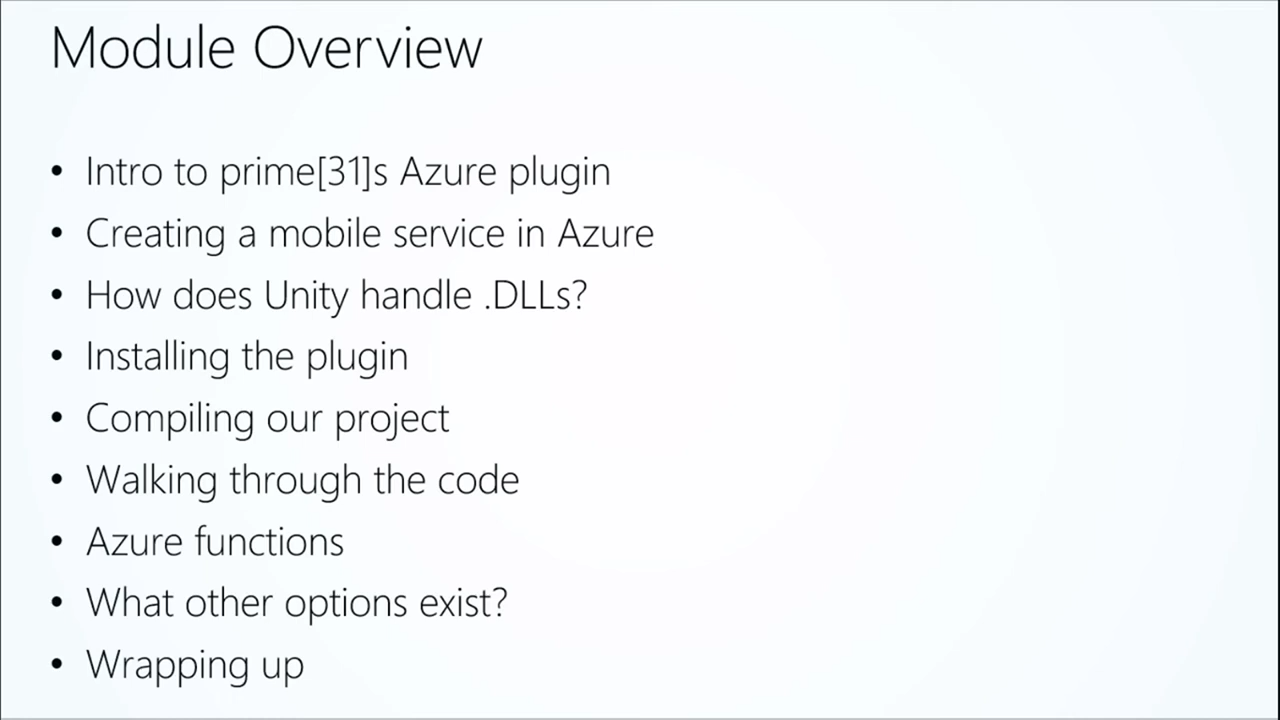 Module Overview
• Intro to prime[31]s Azure plugin
• Creating a mobile service in Azure
• How does Unity handle .DLLs?
• Installing the plugin
• Compiling our project
• Walking through the code
• Azure functions
• What other options exist?
• Wrapping up